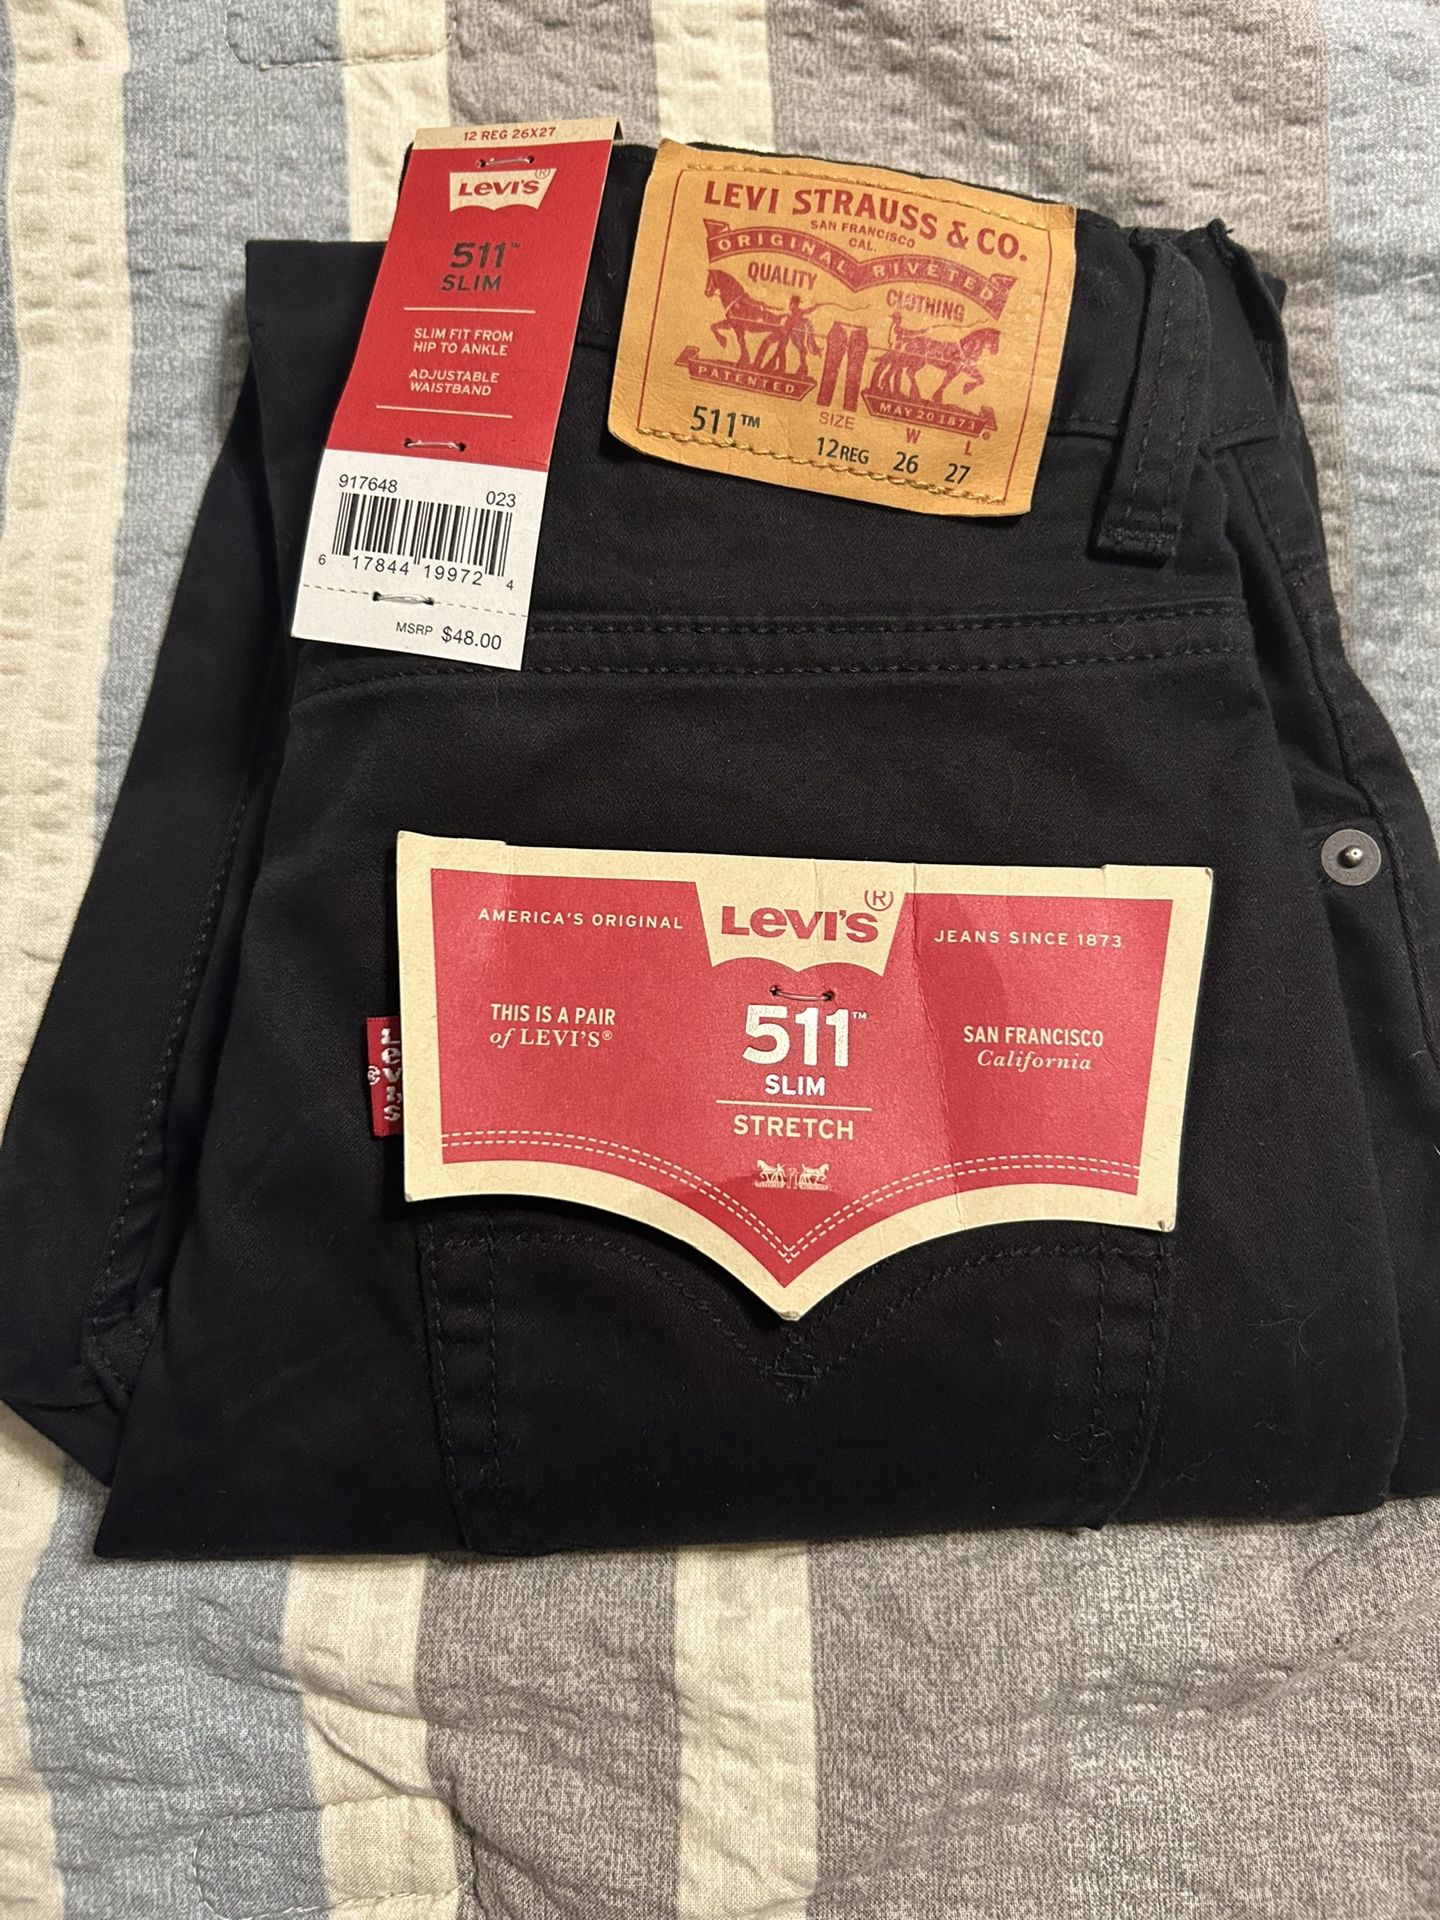 12 REG 26X27
Levi's®
511™
SLIM
SLIM FIT FROM
HIP TO ANKLE
ADJUSTABLE
WAISTBAND
917648 023
6 17844 19972 4
MSRP $48.00
LEVI STRAUSS & CO.
SAN FRANCISCO
CAL.
ORIGINAL RIVETED
QUALITY CLOTHING
PATENTED MAY 20 1873 ®
511™ SIZE W L
12 REG 26 27
AMERICA'S ORIGINAL Levi's® JEANS SINCE 1873
THIS IS A PAIR
of LEVI'S®
511™
SLIM
STRETCH
SAN FRANCISCO
California
Levi's
®